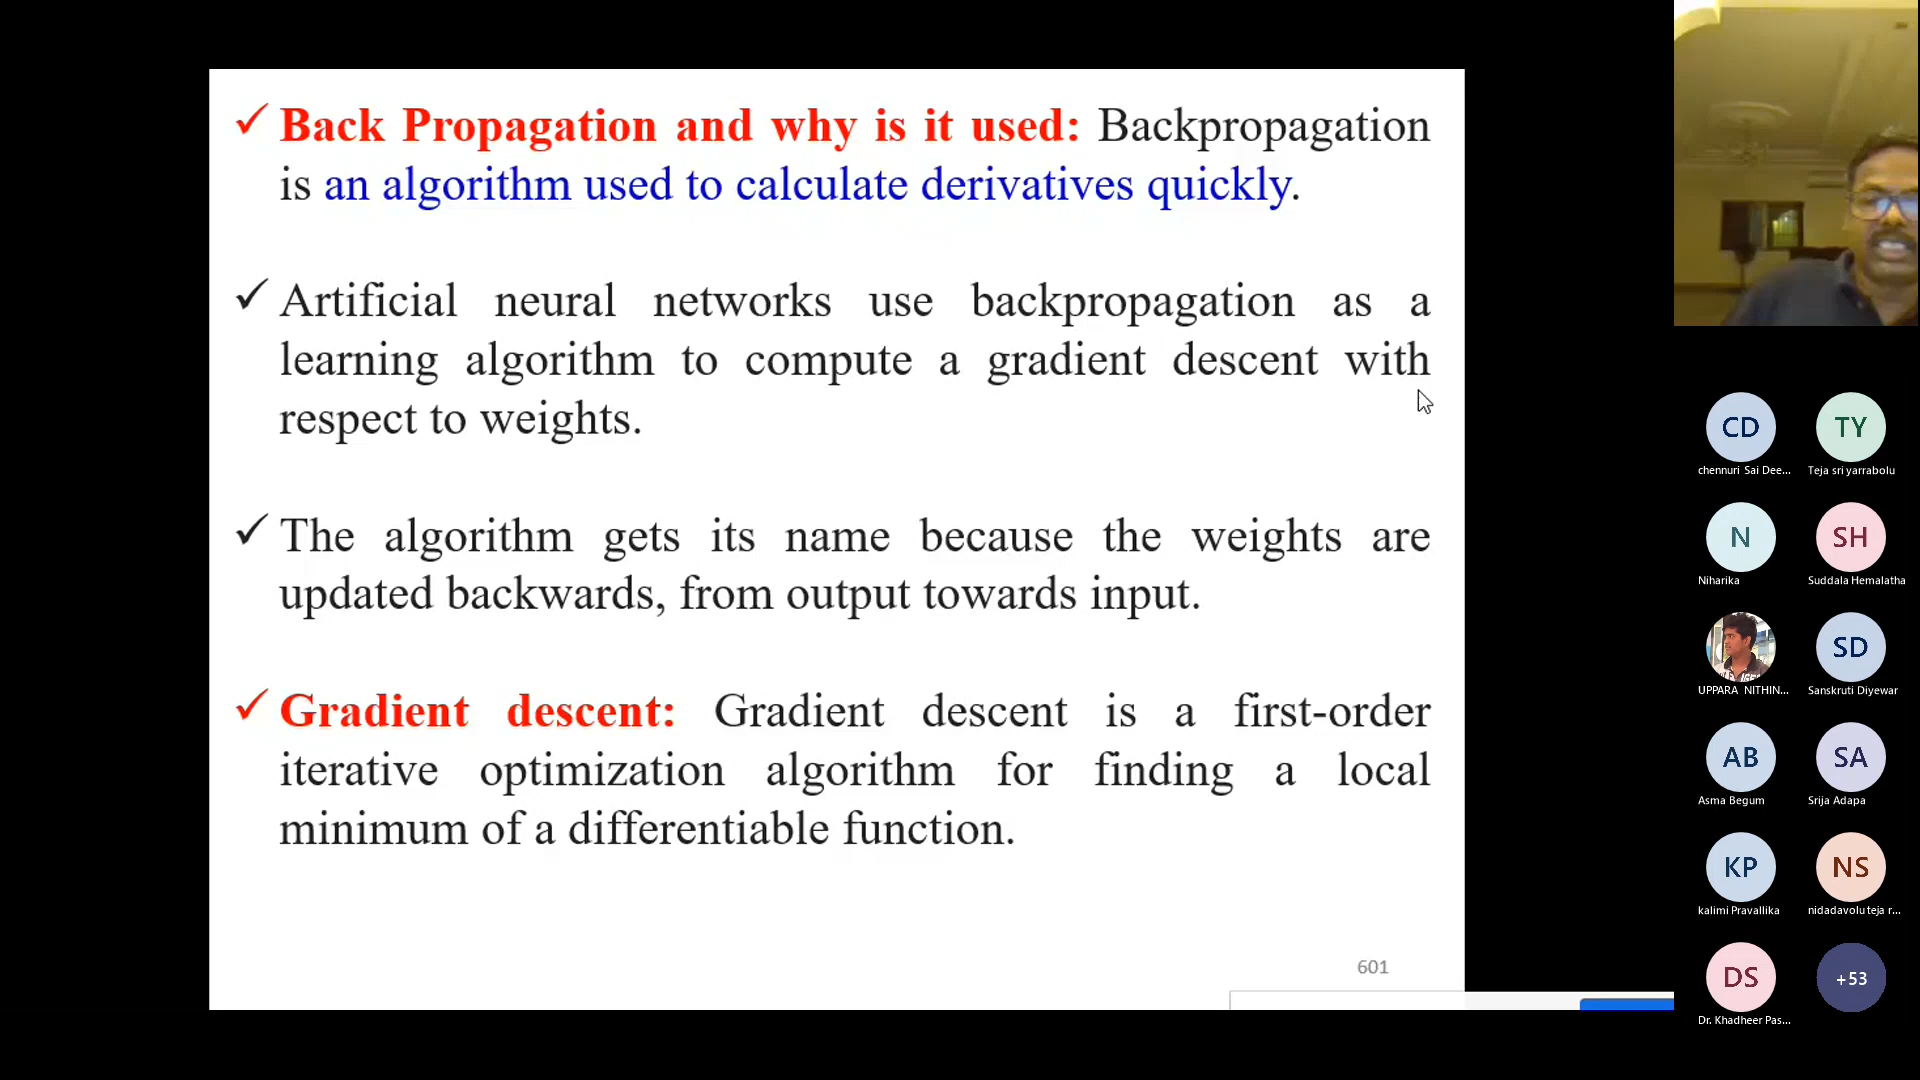 ✓ Back Propagation and why is it used: Backpropagation
is an algorithm used to calculate derivatives quickly.
✓ Artificial neural networks use backpropagation as a
learning algorithm to compute a gradient descent with
respect to weights.
✓ The algorithm gets its name because the weights are
updated backwards, from output towards input.
✓ Gradient descent: Gradient descent is a first-order
iterative optimization algorithm for finding a local
minimum of a differentiable function.
601
CD
TY
chennuri Sai Dee...
Teja sri yarrabolu
N
SH
Niharika
Suddala Hemalatha
SD
UPPARA NITHIN...
Sanskruti Diyewar
AB
SA
Asma Begum
Srija Adapa
KP
NS
kalimi Pravallika
nidadavolu teja r...
DS
+53
Dr. Khadheer Pas...